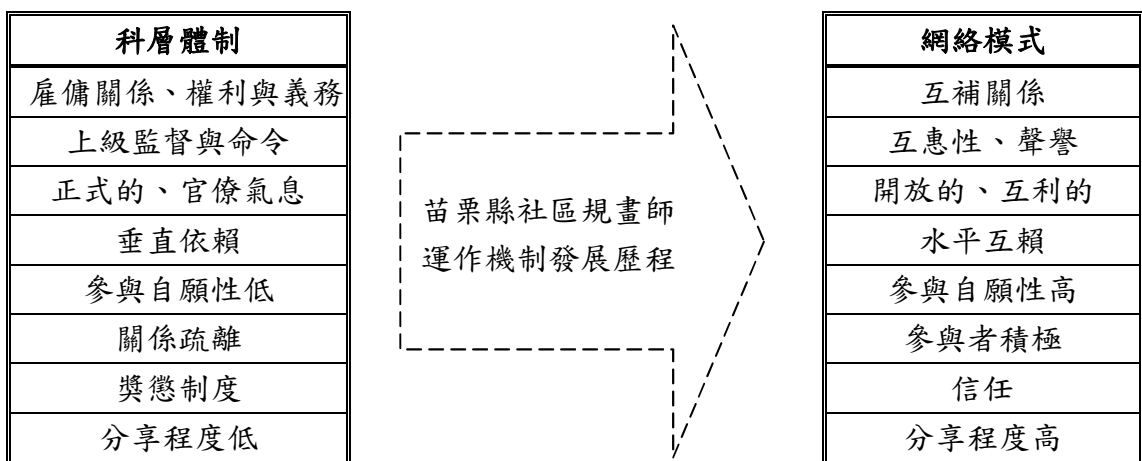 科層體制
雇傭關係、權利與義務
上級監督與命令
正式的、官僚氣息
垂直依賴
參與自願性低
關係疏離
獎懲制度
分享程度低
苗栗縣社區規畫師
運作機制發展歷程
網絡模式
互補關係
互惠性、聲譽
開放的、互利的
水平互賴
參與自願性高
參與者積極
信任
分享程度高